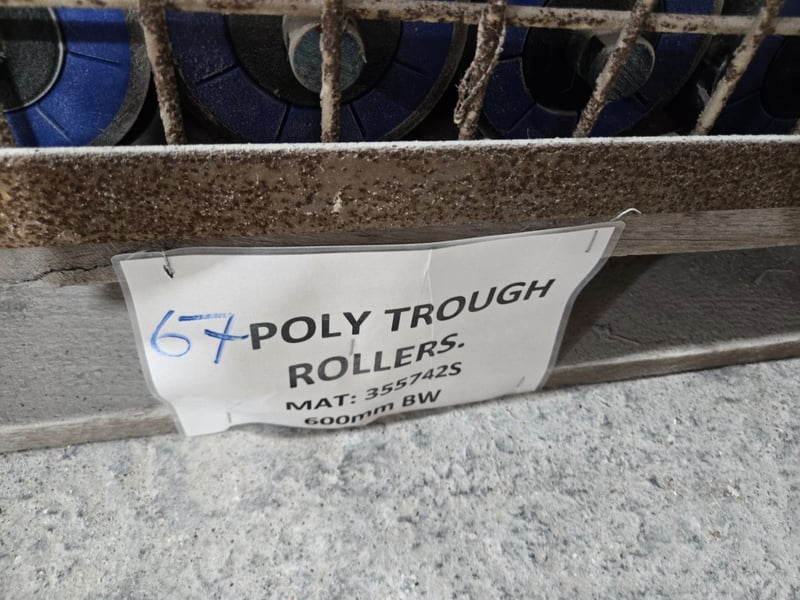 67 POLY TROUGH
ROLLERS.
MAT: 355742S
600mm BW